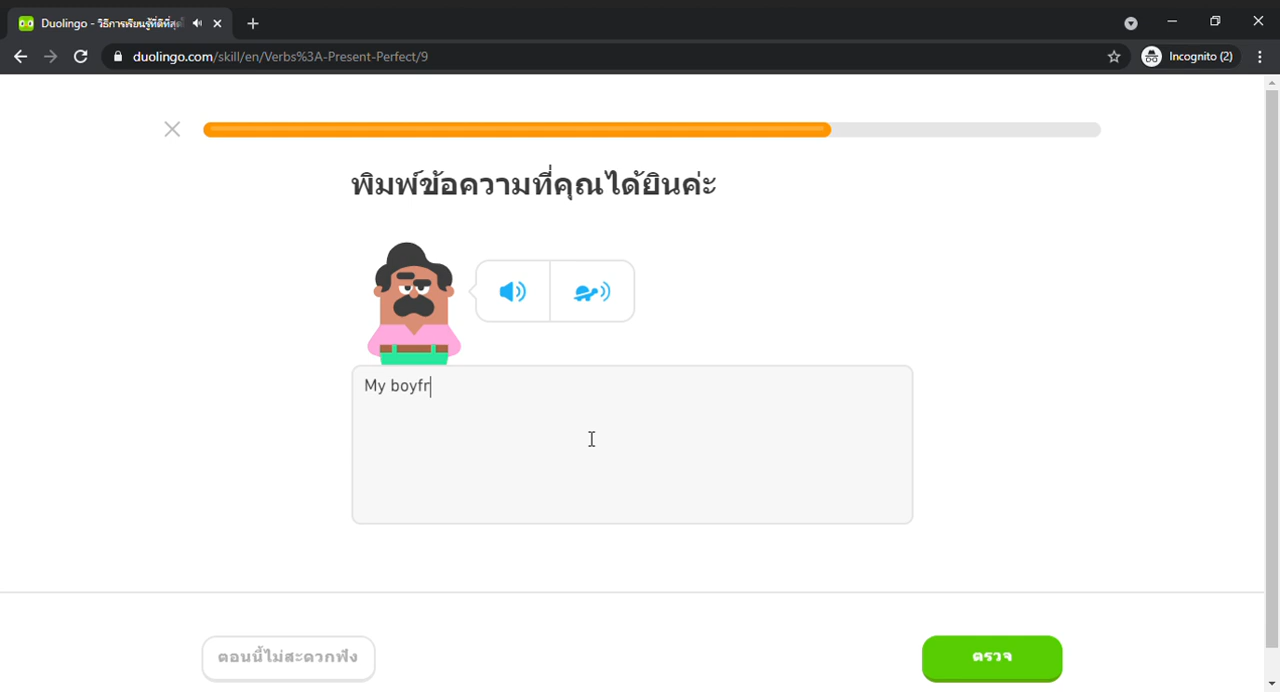 Duolingo - วิธีการเรียนรู้ที่ดีที่สุด
duolingo.com/skill/en/Verbs%3A-Present-Perfect/9
Incognito (2)
พิมพ์ข้อความที่คุณได้ยินค่ะ
My boyfr
ตอนนี้ไม่สะดวกฟัง
ตรวจ